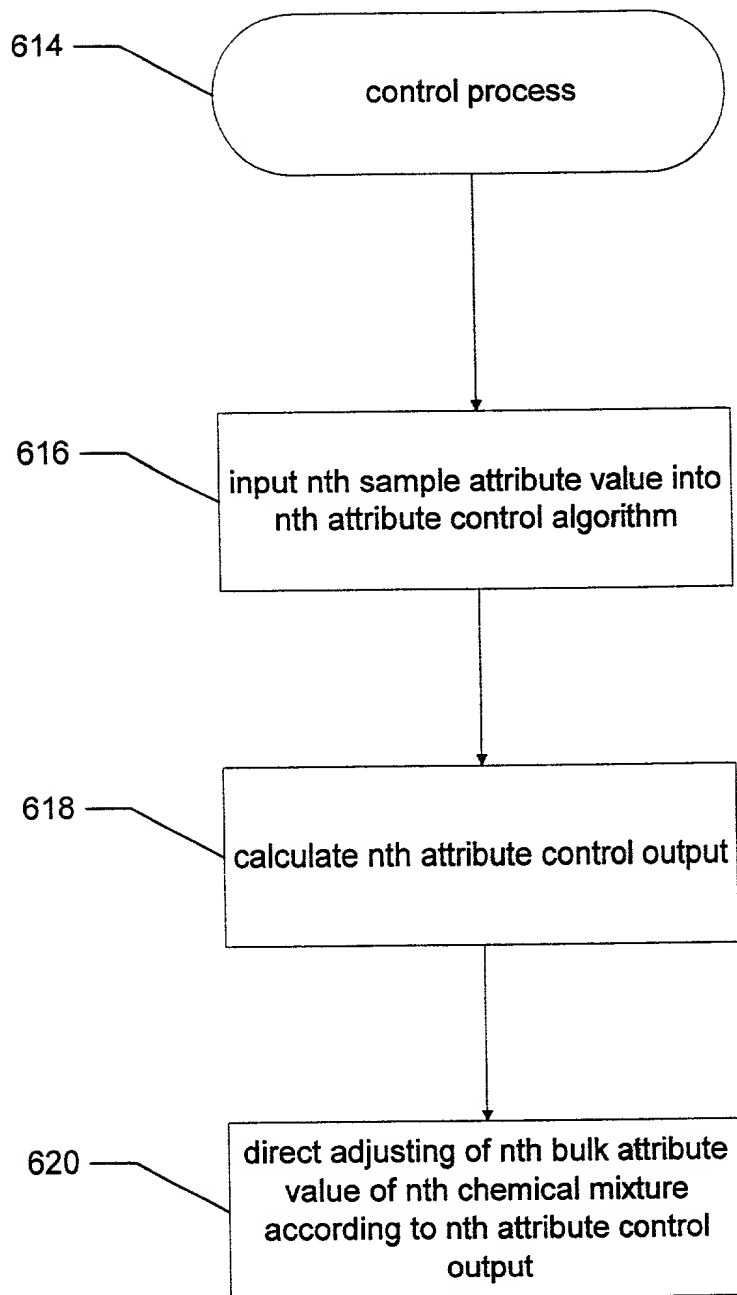 614
control process
616
input nth sample attribute value into
nth attribute control algorithm
618
calculate nth attribute control output
620
direct adjusting of nth bulk attribute
value of nth chemical mixture
according to nth attribute control
output